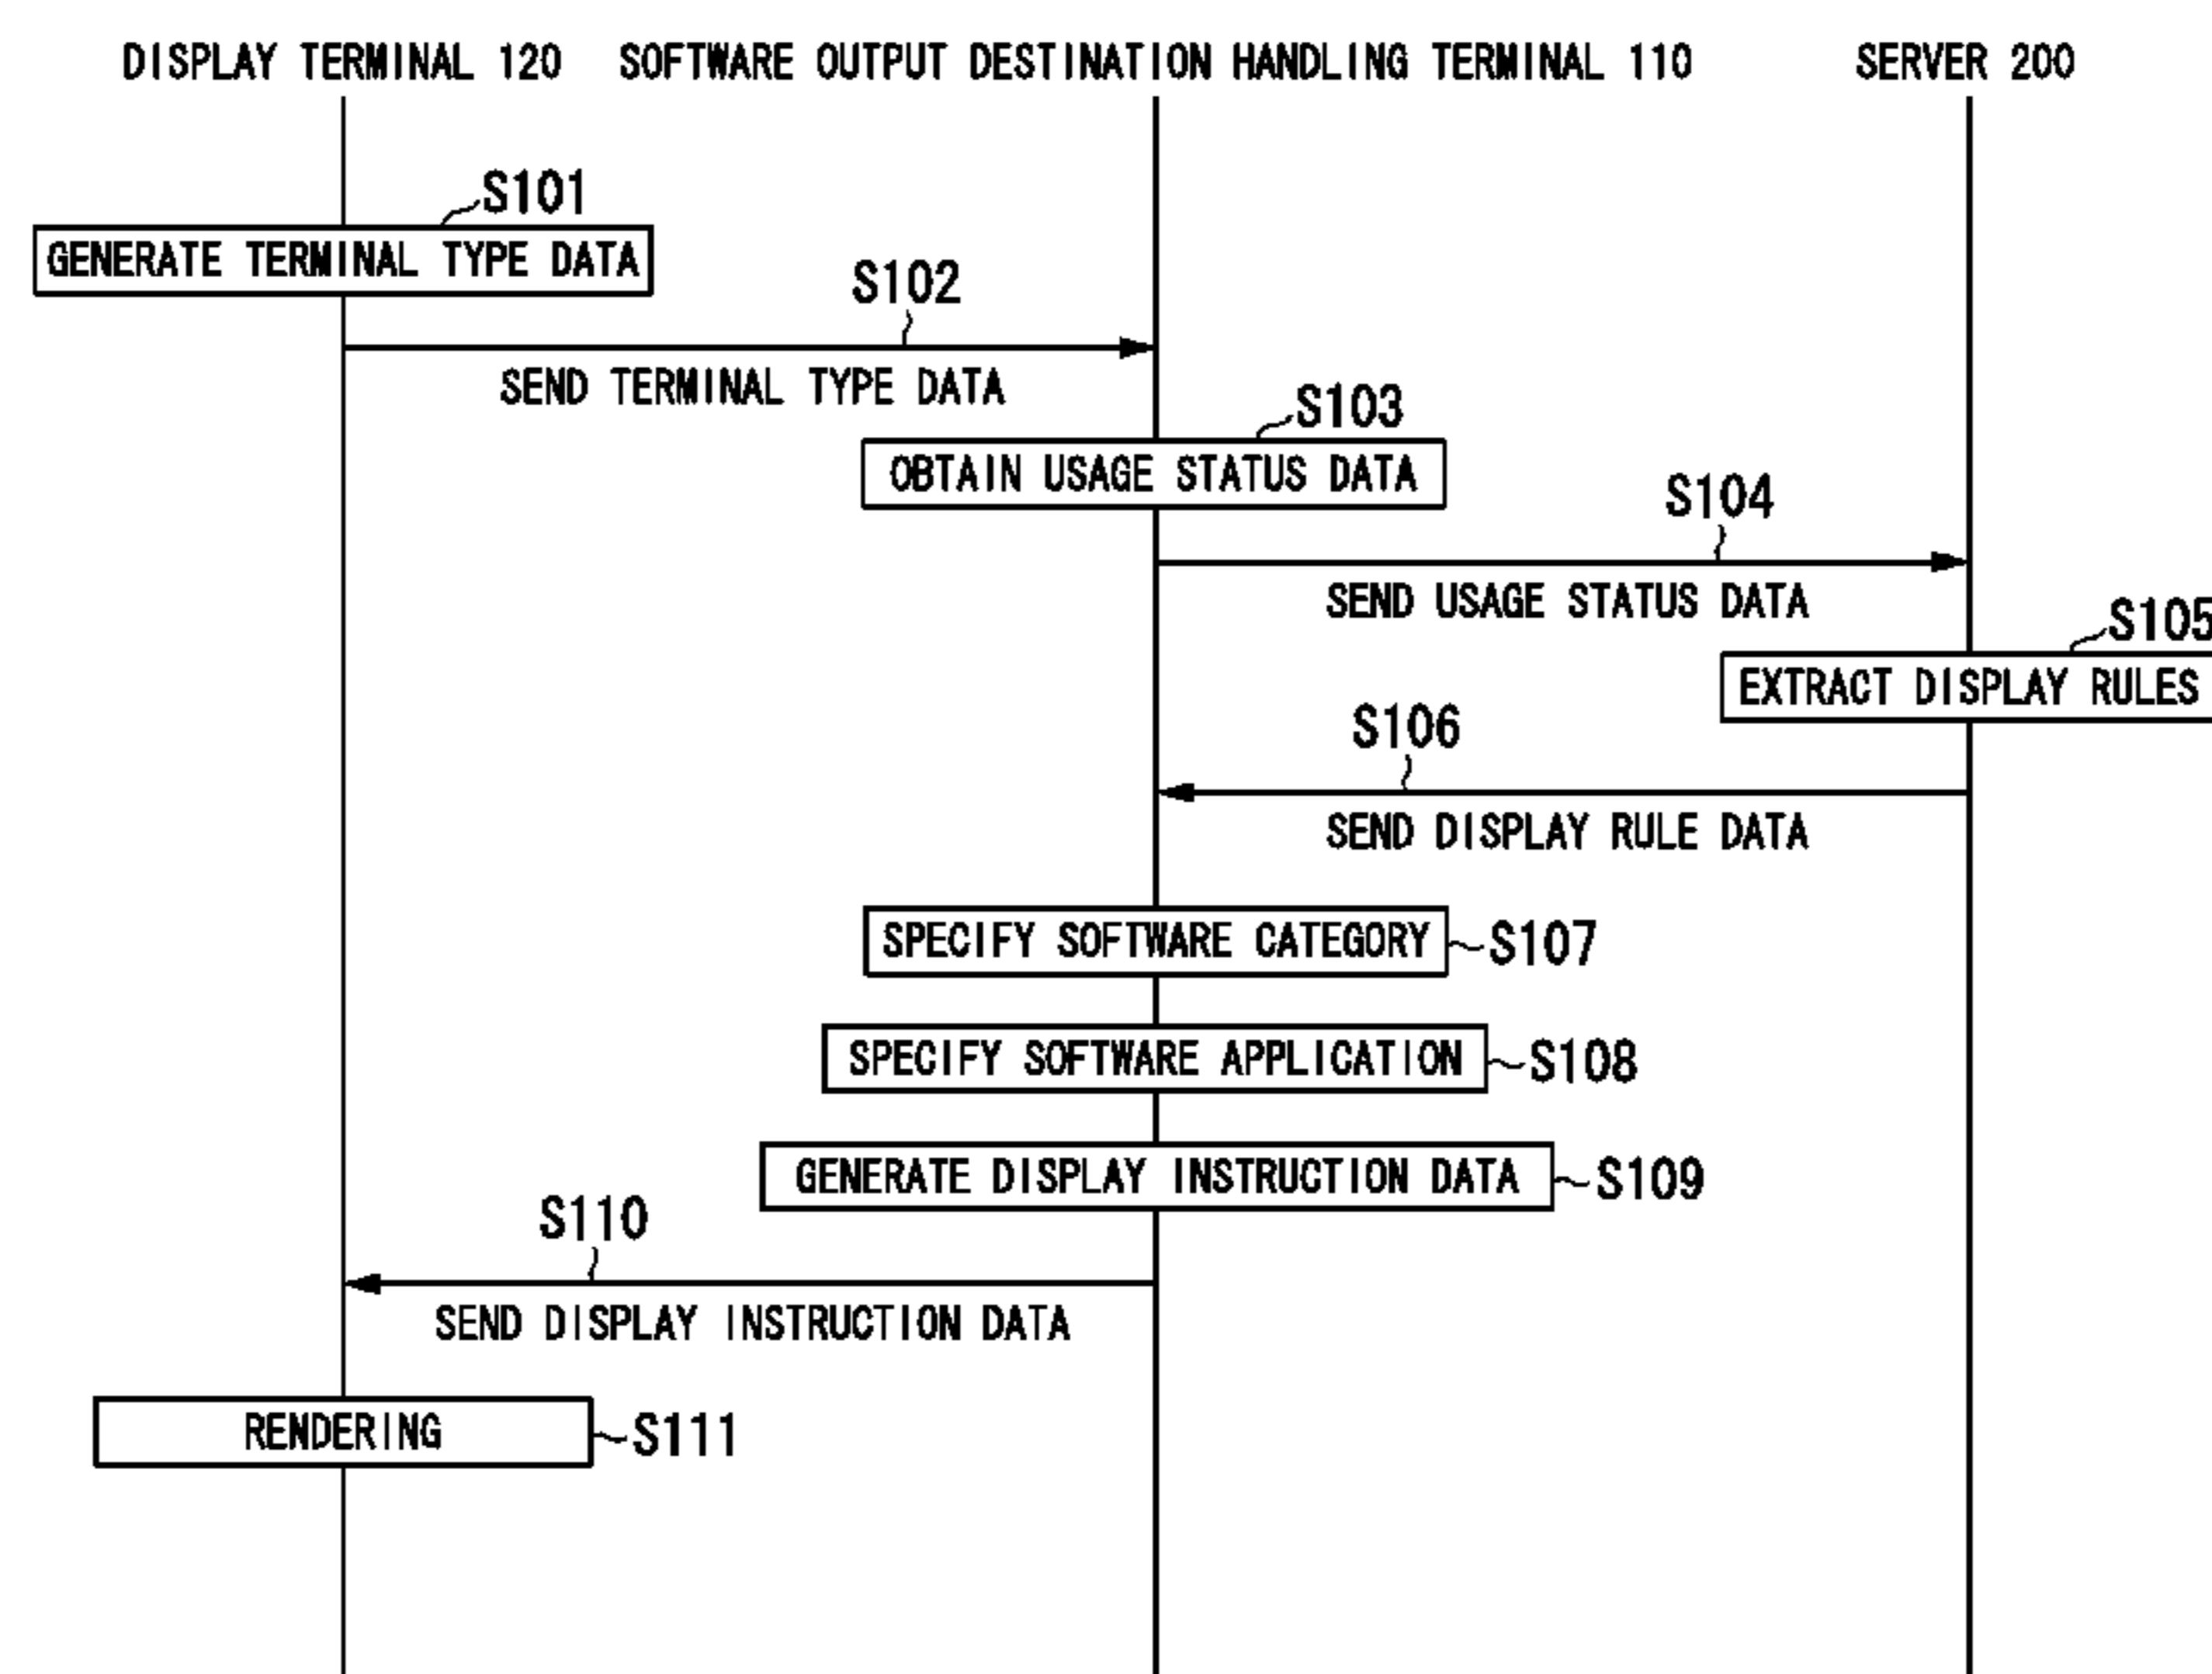 DISPLAY TERMINAL 120 SOFTWARE OUTPUT DESTINATION HANDLING TERMINAL 110 SERVER 200
S101
GENERATE TERMINAL TYPE DATA
S102
SEND TERMINAL TYPE DATA
S103
OBTAIN USAGE STATUS DATA
S104
SEND USAGE STATUS DATA
S105
EXTRACT DISPLAY RULES
S106
SEND DISPLAY RULE DATA
SPECIFY SOFTWARE CATEGORY S107
SPECIFY SOFTWARE APPLICATION S108
GENERATE DISPLAY INSTRUCTION DATA S109
S110
SEND DISPLAY INSTRUCTION DATA
RENDERING S111